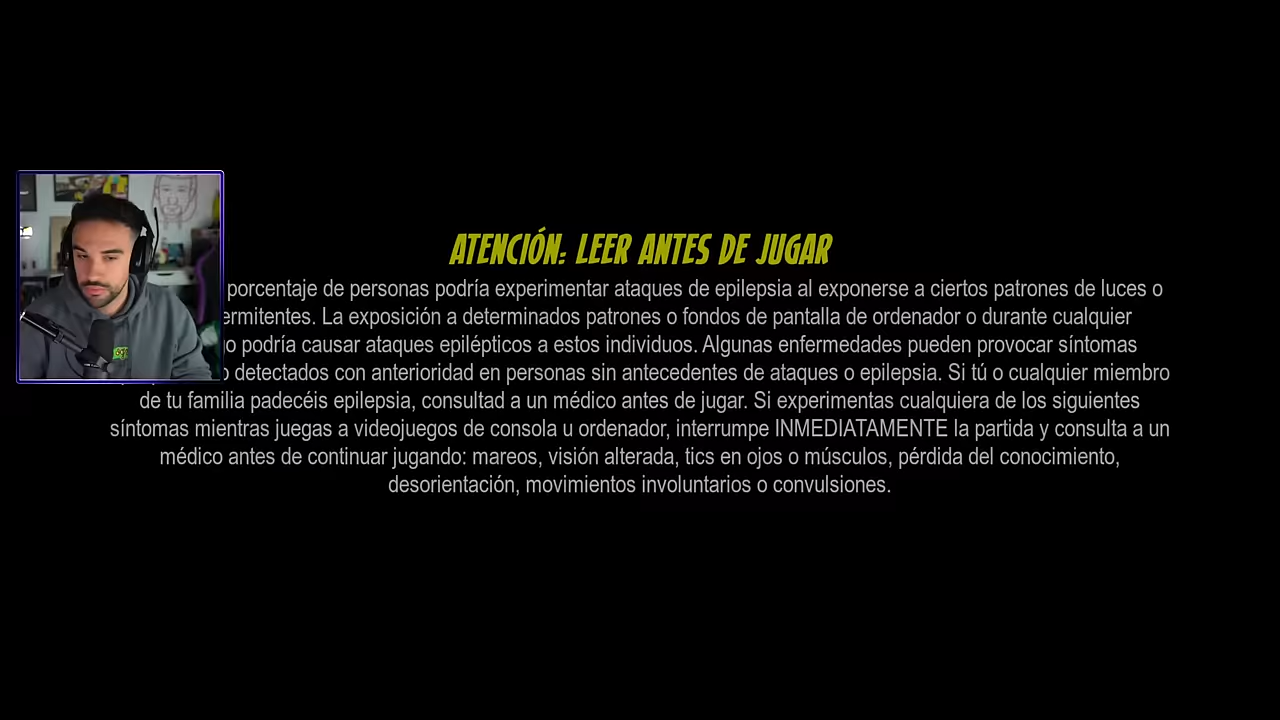 ATENCIÓN: LEER ANTES DE JUGAR
porcentaje de personas podría experimentar ataques de epilepsia al exponerse a ciertos patrones de luces o
ermitentes. La exposición a determinados patrones o fondos de pantalla de ordenador o durante cualquier
go podría causar ataques epilépticos a estos individuos. Algunas enfermedades pueden provocar síntomas
o detectados con anterioridad en personas sin antecedentes de ataques o epilepsia. Si tú o cualquier miembro
de tu familia padecéis epilepsia, consultad a un médico antes de jugar. Si experimentas cualquiera de los siguientes
síntomas mientras juegas a videojuegos de consola u ordenador, interrumpe INMEDIATAMENTE la partida y consulta a un
médico antes de continuar jugando: mareos, visión alterada, tics en ojos o músculos, pérdida del conocimiento,
desorientación, movimientos involuntarios o convulsiones.